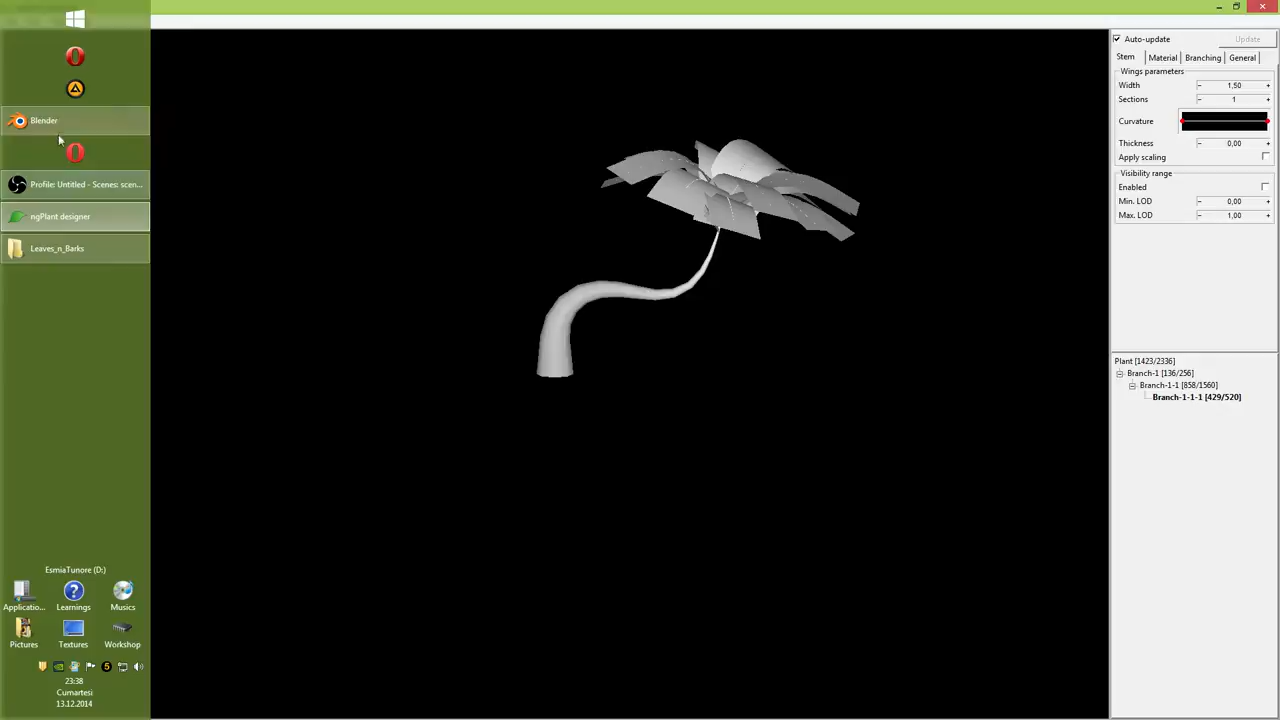 Blender
Profile: Untitled - Scenes: scen...
ngPlant designer
Leaves_n_Barks
EsmiaTunore (D:)
Applicatio...
Learnings
Musics
Pictures
Textures
Workshop
5
23:38
Cumartesi
13.12.2014
Auto-update
Update
Stem
Material
Branching
General
Wings parameters
Width - 1,50 +
Sections - 1 +
Curvature
Thickness - 0,00 +
Apply scaling
Visibility range
Enabled
Min. LOD - 0,00 +
Max. LOD - 1,00 +
Plant [1423/2336]
Branch-1 [136/256]
Branch-1-1 [858/1560]
Branch-1-1-1 [429/520]